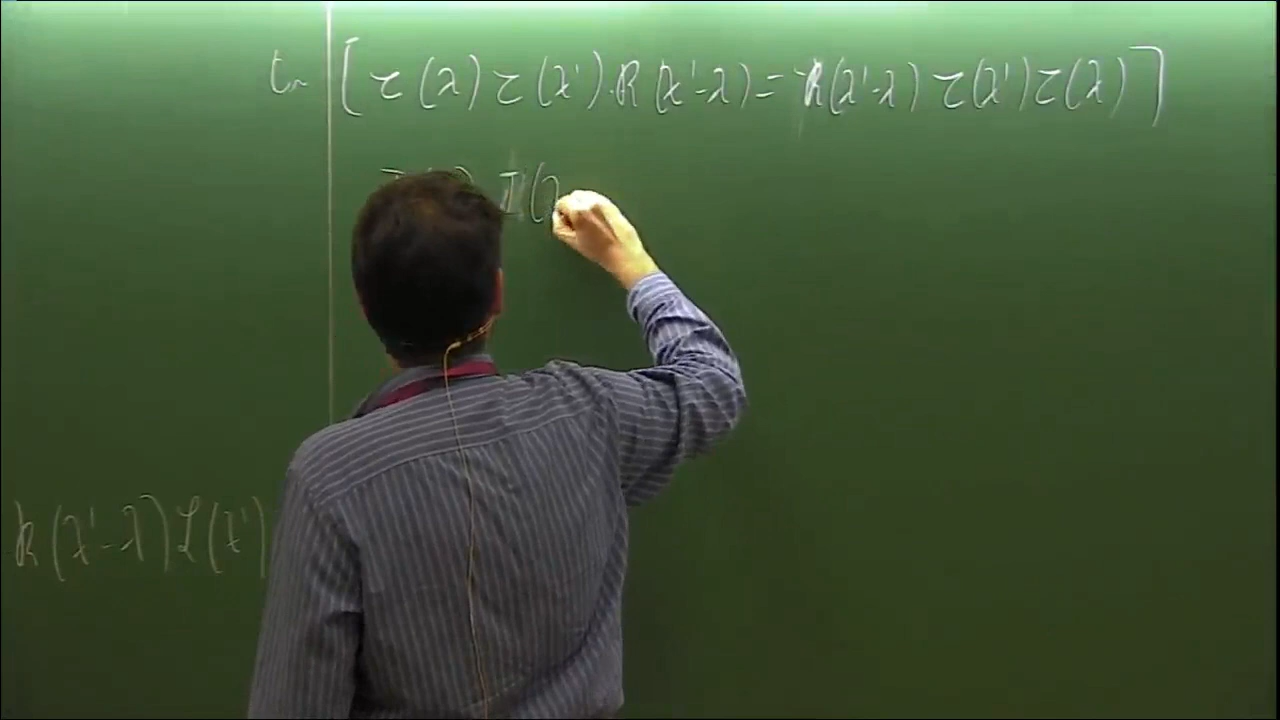 tr [ τ(λ) τ(λ') · R(λ'-λ) = R(λ'-λ) τ(λ') τ(λ) ]
R(λ'-λ) ℒ(λ')